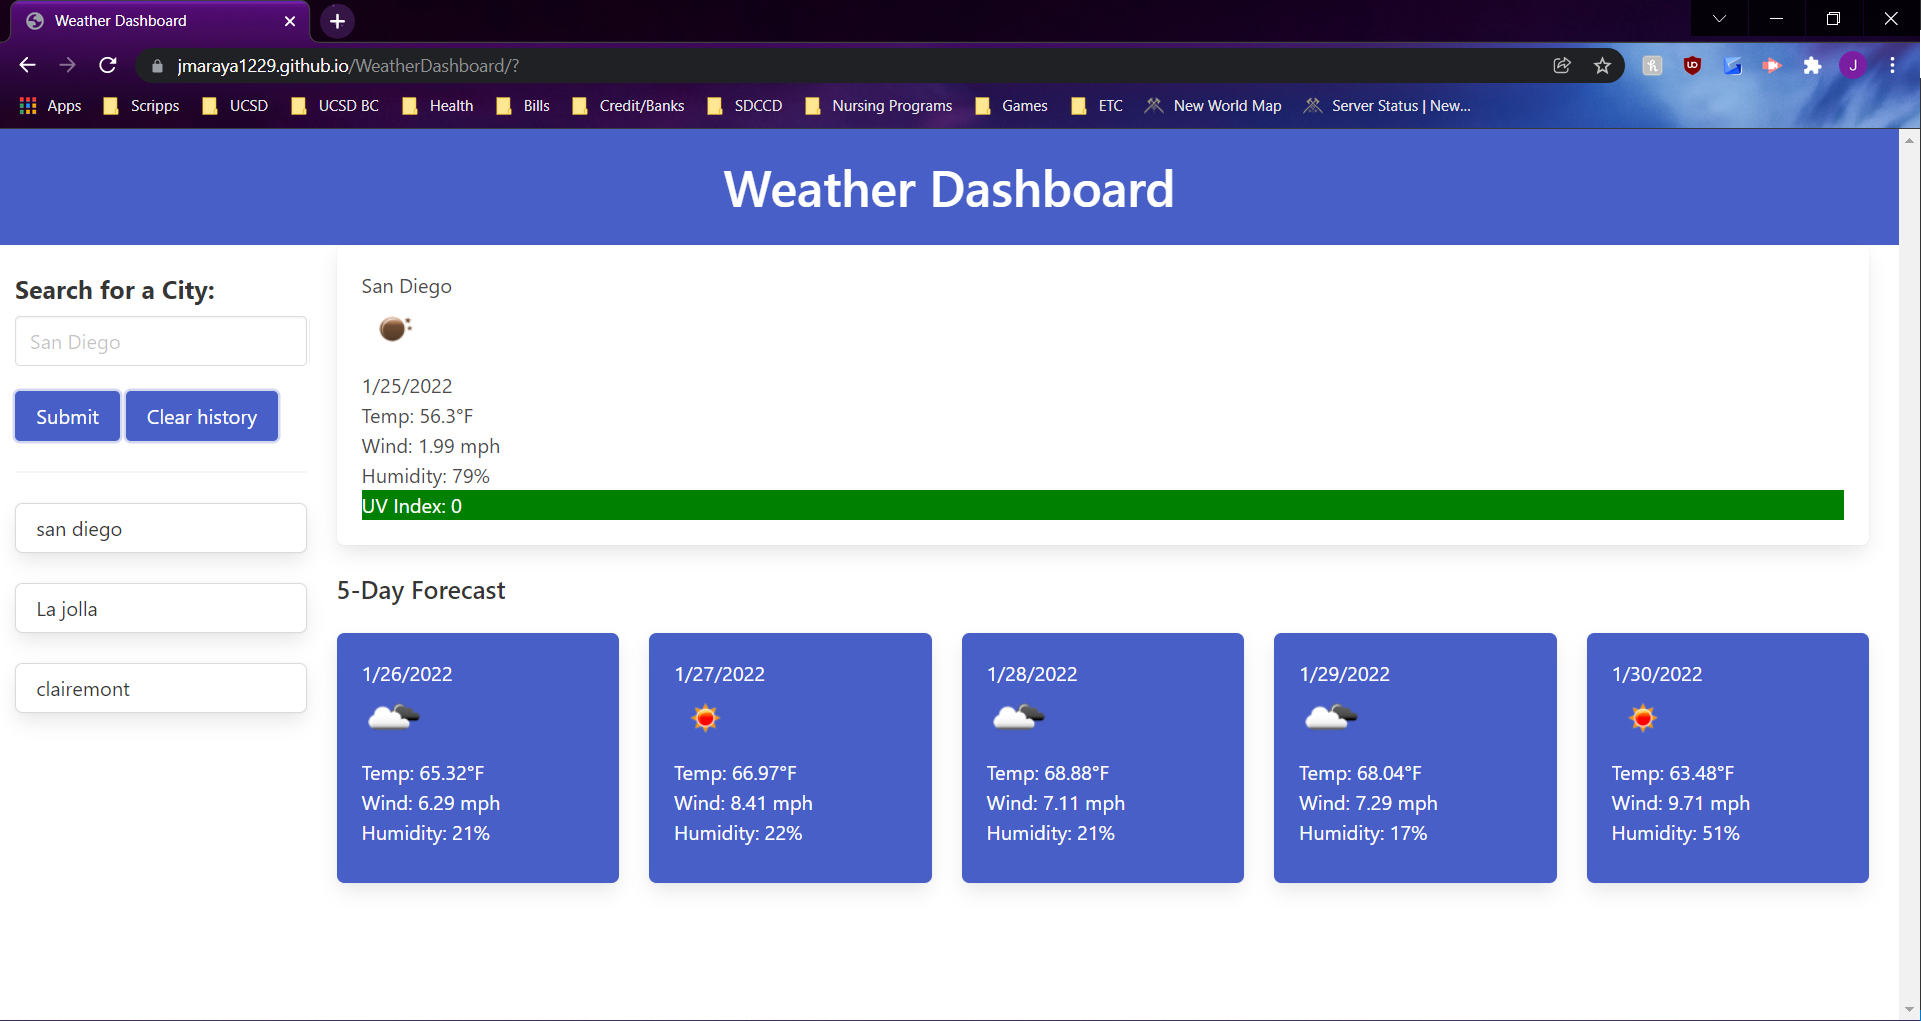 Weather Dashboard
jmaraya1229.github.io/WeatherDashboard/?
J
Apps Scripps UCSD UCSD BC Health Bills Credit/Banks SDCCD Nursing Programs Games ETC New World Map Server Status | New...
Weather Dashboard
Search for a City:
San Diego
Submit Clear history
san diego
La jolla
clairemont
San Diego
1/25/2022
Temp: 56.3°F
Wind: 1.99 mph
Humidity: 79%
UV Index: 0
5-Day Forecast
1/26/2022
Temp: 65.32°F
Wind: 6.29 mph
Humidity: 21%
1/27/2022
Temp: 66.97°F
Wind: 8.41 mph
Humidity: 22%
1/28/2022
Temp: 68.88°F
Wind: 7.11 mph
Humidity: 21%
1/29/2022
Temp: 68.04°F
Wind: 7.29 mph
Humidity: 17%
1/30/2022
Temp: 63.48°F
Wind: 9.71 mph
Humidity: 51%